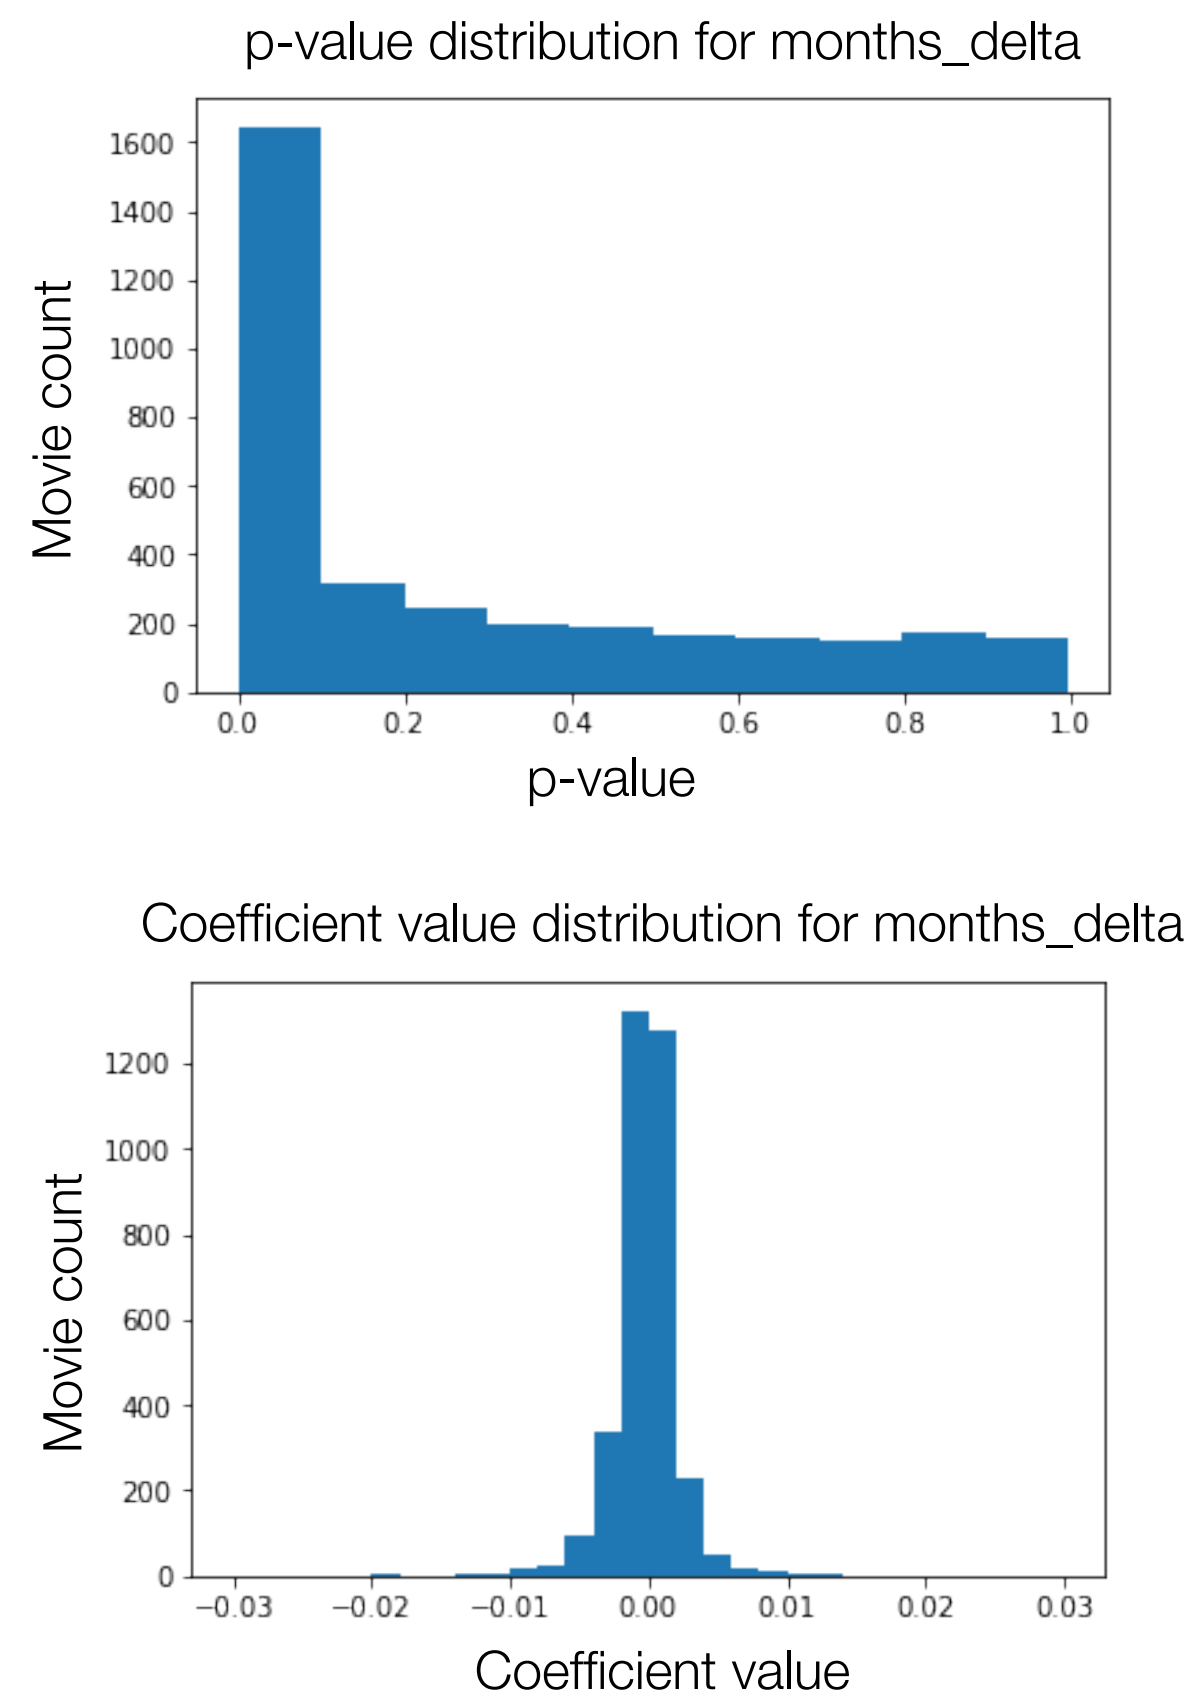 p-value distribution for months_delta
1600
1400
1200
1000
800
600
400
200
0
Movie count
0.0 0.2 0.4 0.6 0.8 1.0
p-value
Coefficient value distribution for months_delta
1200
1000
800
600
400
200
0
Movie count
−0.03 −0.02 −0.01 0.00 0.01 0.02 0.03
Coefficient value